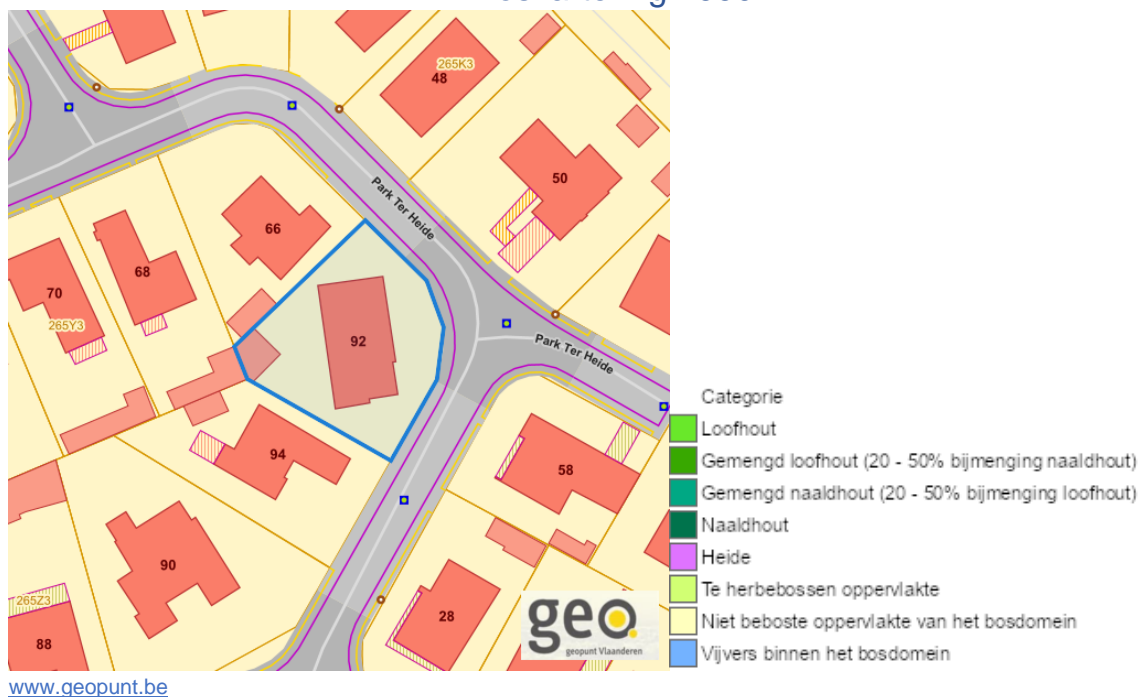 265K3
48
Park Ter Heide
50
66
68
70
265Y3
92
Park Ter Heide
94
58
90
265Z3
28
88
geo.
geopunt Vlaanderen
Categorie
Loofhout
Gemengd loofhout (20 - 50% bijmenging naaldhout)
Gemengd naaldhout (20 - 50% bijmenging loofhout)
Naaldhout
Heide
Te herbebossen oppervlakte
Niet beboste oppervlakte van het bosdomein
Vijvers binnen het bosdomein
www.geopunt.be